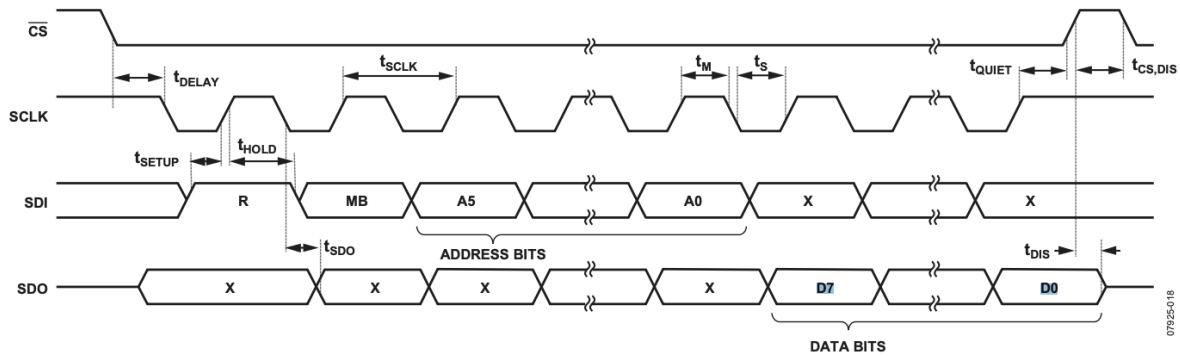 CS
tDELAY
tSCLK
tM
tS
tQUIET
tCS,DIS
SCLK
tSETUP
tHOLD
SDI
R
MB
A5
A0
X
X
tSDO
ADDRESS BITS
tDIS
SDO
X
X
X
X
D7
D0
DATA BITS
07925-018